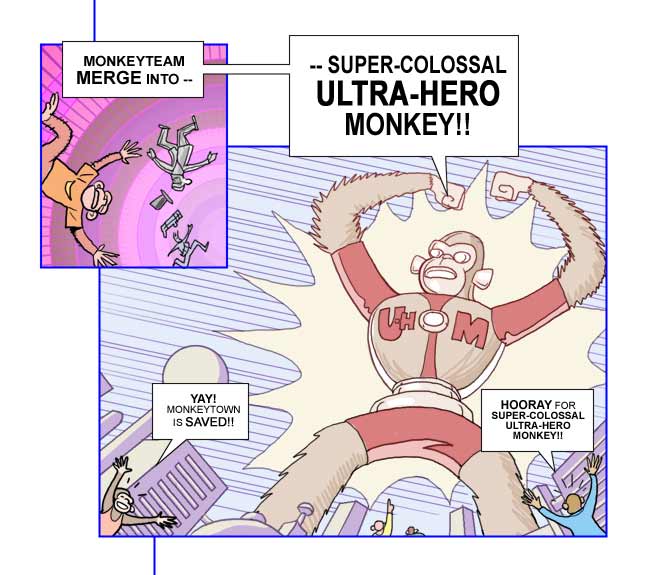 MONKEYTEAM
MERGE INTO --
-- SUPER-COLOSSAL
ULTRA-HERO
MONKEY!!
U-H M
YAY!
MONKEYTOWN
IS SAVED!!
HOORAY FOR
SUPER-COLOSSAL
ULTRA-HERO
MONKEY!!